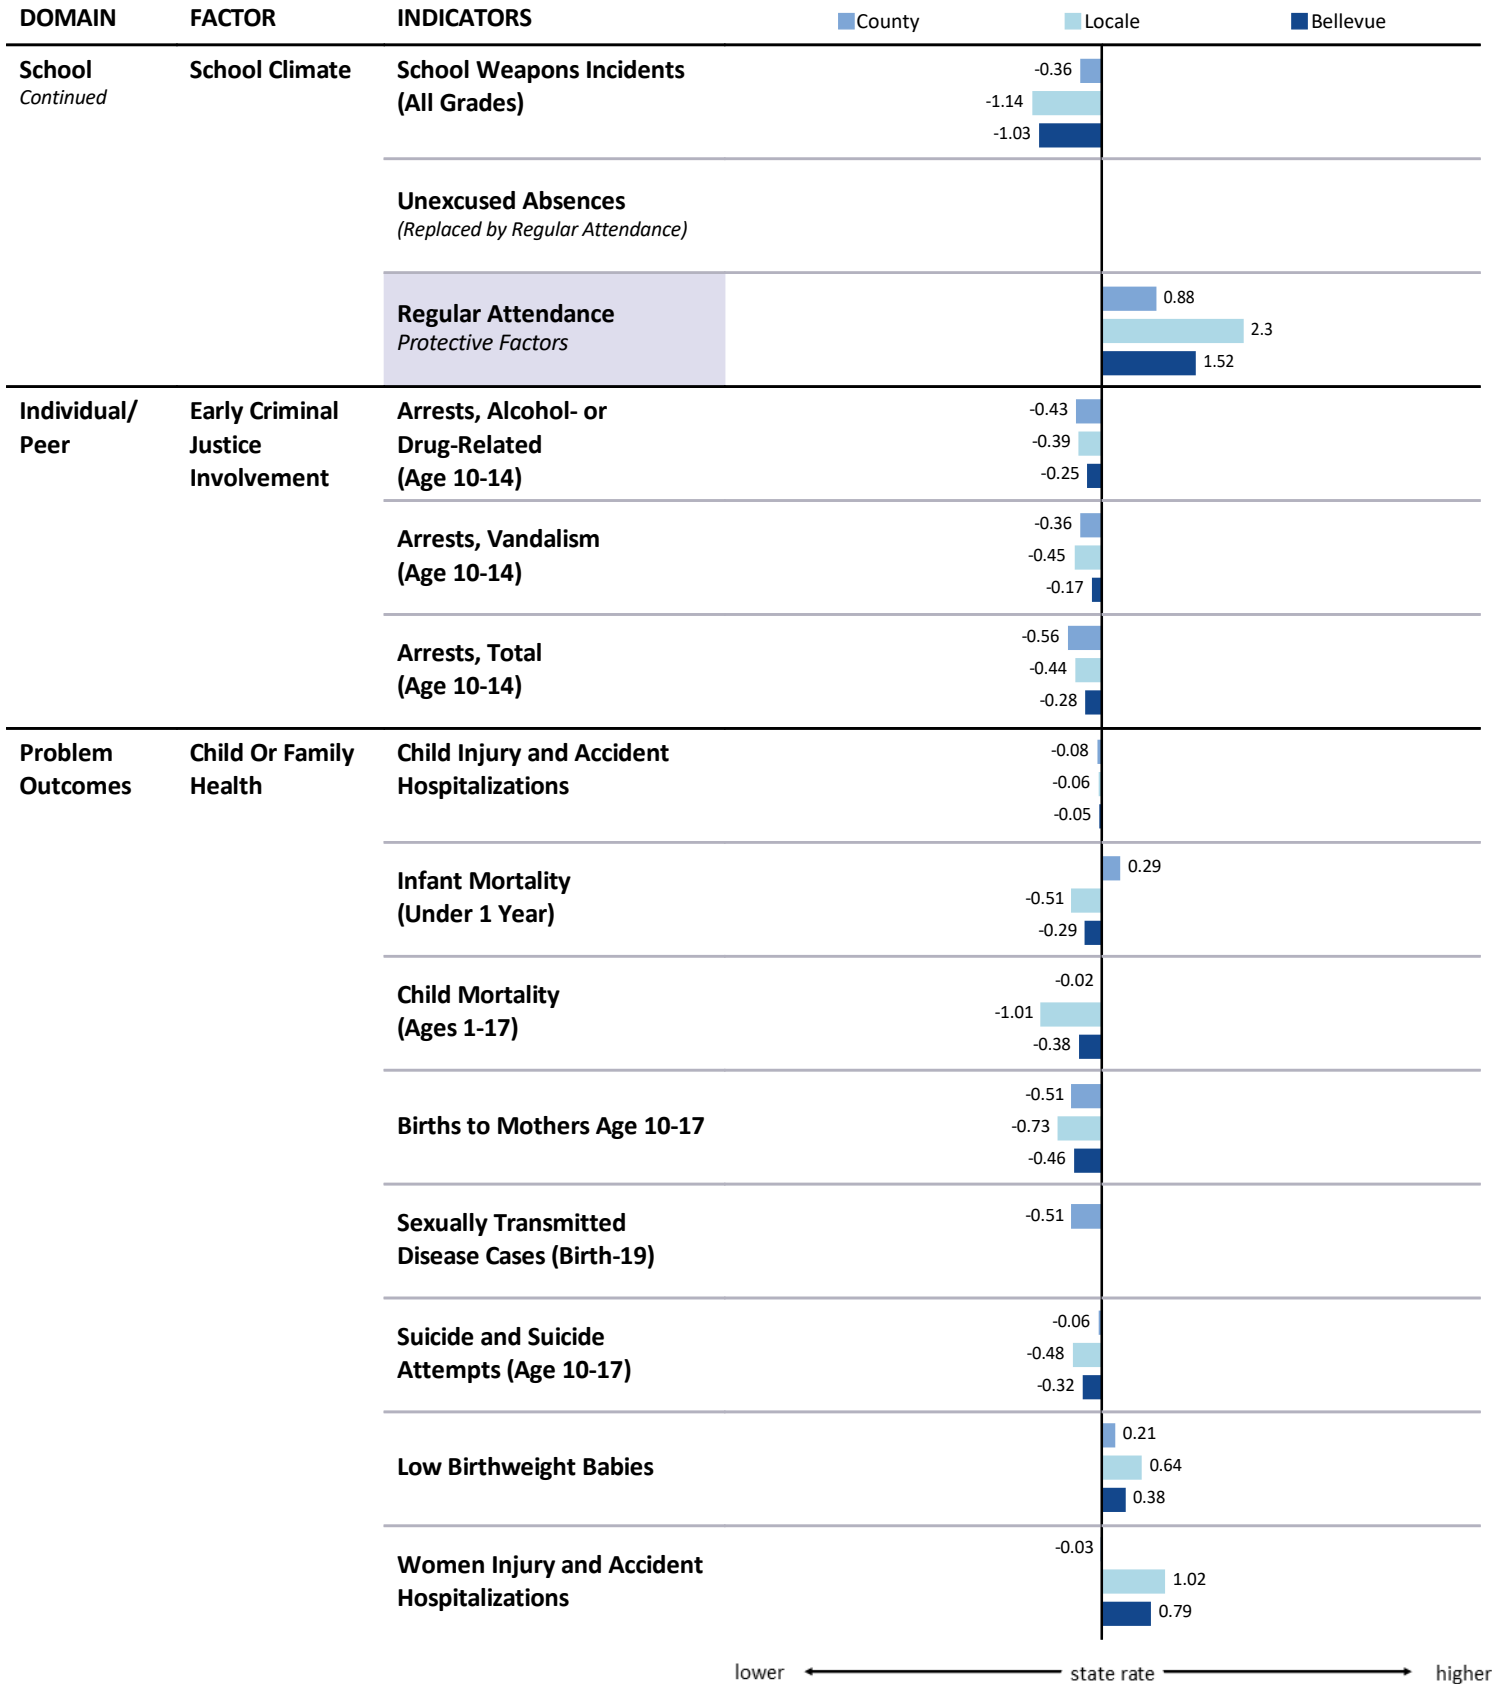 DOMAIN FACTOR INDICATORS County Locale Bellevue
School School Climate School Weapons Incidents
Continued (All Grades)
-0.36
-1.14
-1.03
Unexcused Absences
(Replaced by Regular Attendance)
Regular Attendance
Protective Factors
0.88
2.3
1.52
Individual/ Early Criminal Arrests, Alcohol- or
Peer Justice Drug-Related
Involvement (Age 10-14)
-0.43
-0.39
-0.25
Arrests, Vandalism
(Age 10-14)
-0.36
-0.45
-0.17
Arrests, Total
(Age 10-14)
-0.56
-0.44
-0.28
Problem Child Or Family Child Injury and Accident
Outcomes Health Hospitalizations
-0.08
-0.06
-0.05
Infant Mortality
(Under 1 Year)
0.29
-0.51
-0.29
Child Mortality
(Ages 1-17)
-0.02
-1.01
-0.38
Births to Mothers Age 10-17
-0.51
-0.73
-0.46
Sexually Transmitted
Disease Cases (Birth-19)
-0.51
Suicide and Suicide
Attempts (Age 10-17)
-0.06
-0.48
-0.32
Low Birthweight Babies
0.21
0.64
0.38
Women Injury and Accident
Hospitalizations
-0.03
1.02
0.79
lower state rate higher